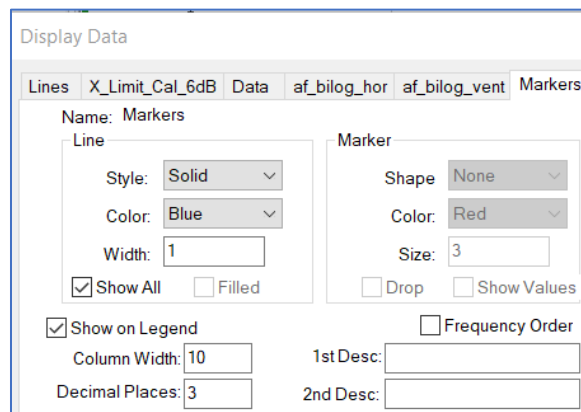 Display Data
Lines X_Limit_Cal_6dB Data af_bilog_hor af_bilog_vent Markers
Name: Markers
Line Marker
Style: Solid Shape None
Color: Blue Color: Red
Width: 1 Size: 3
Show All Filled Drop Show Values
Show on Legend Frequency Order
Column Width: 10 1st Desc:
Decimal Places: 3 2nd Desc: